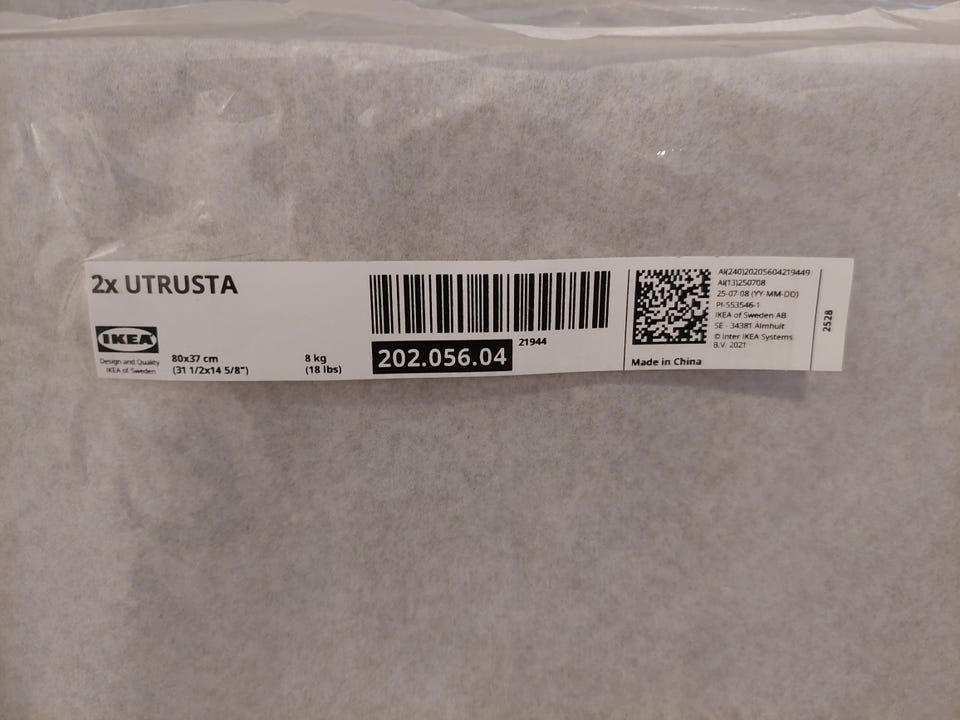 2x UTRUSTA
IKEA
Design and Quality
IKEA of Sweden
80x37 cm
(31 1/2x14 5/8")
8 kg
(18 lbs)
202.056.04
21944
AI(240)20205604219449
AI(13)250708
25-07-08 (YY-MM-DD)
PI-553546-1
IKEA of Sweden AB
SE - 34381 Älmhult
© Inter IKEA Systems
B.V. 2021
Made in China
2528